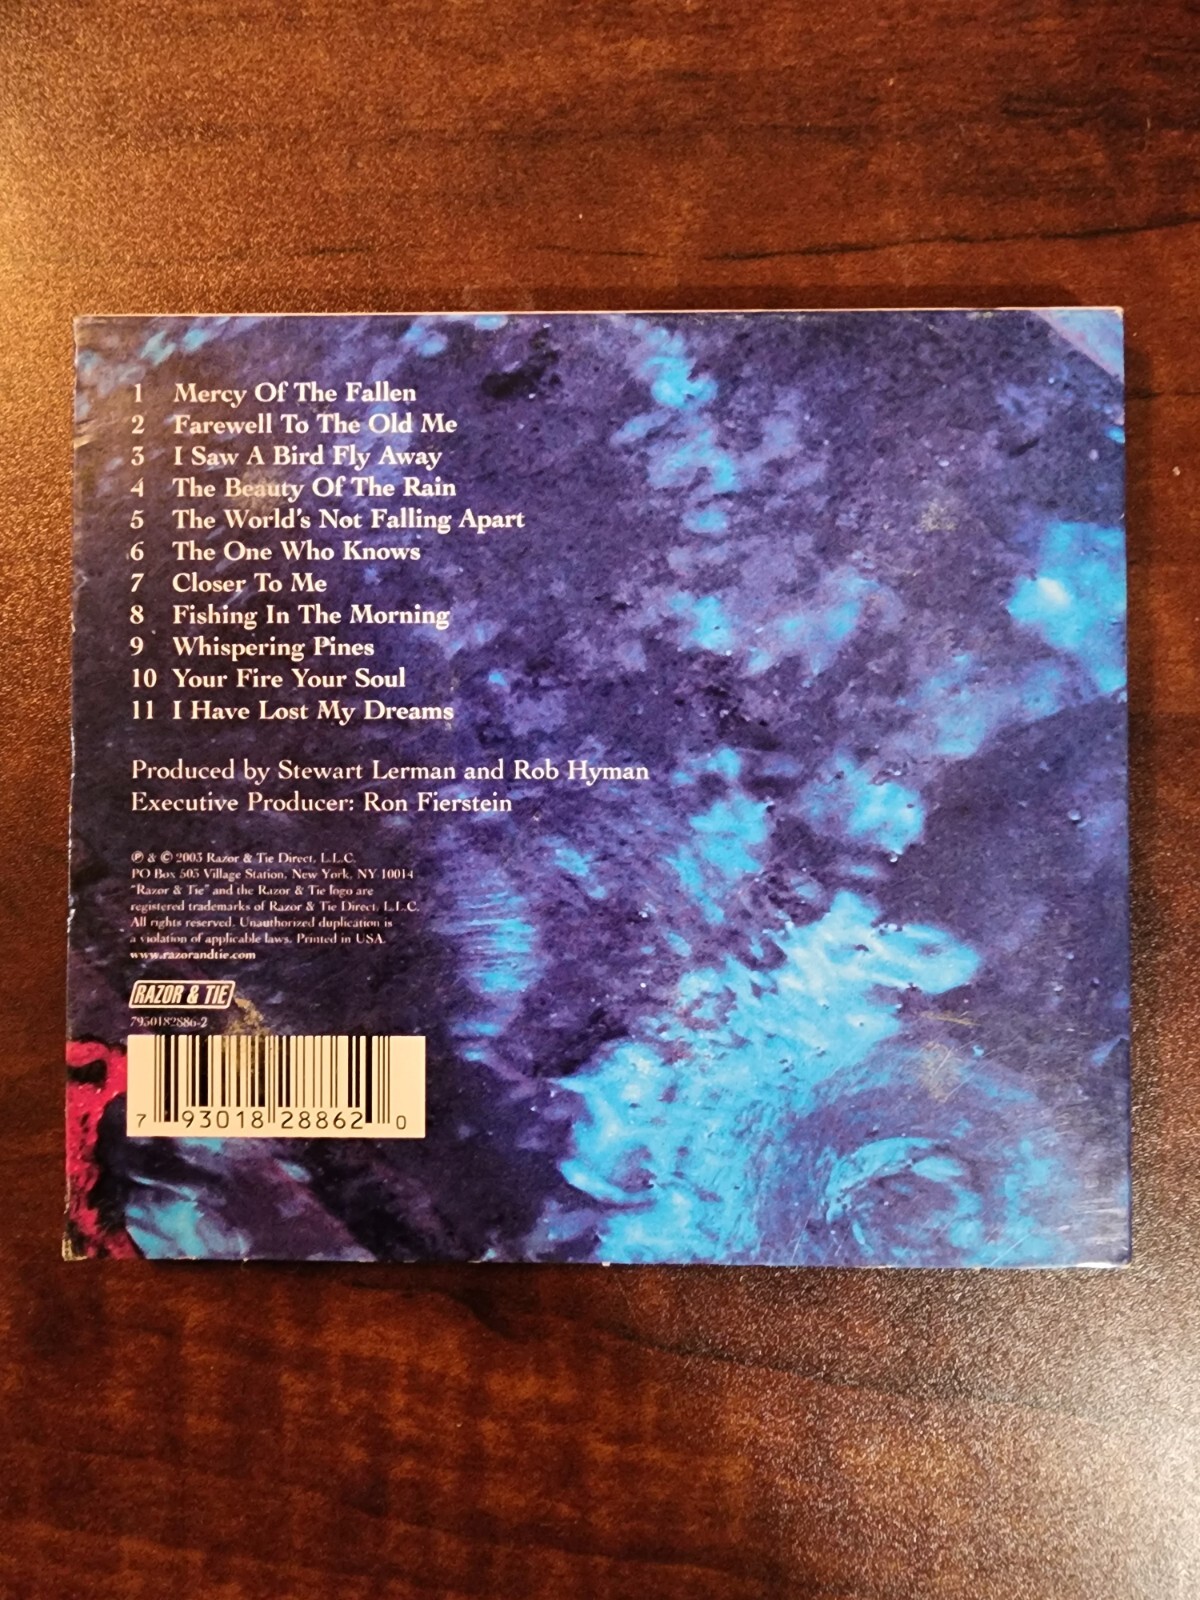 1 Mercy Of The Fallen
2 Farewell To The Old Me
3 I Saw A Bird Fly Away
4 The Beauty Of The Rain
5 The World's Not Falling Apart
6 The One Who Knows
7 Closer To Me
8 Fishing In The Morning
9 Whispering Pines
10 Your Fire Your Soul
11 I Have Lost My Dreams
Produced by Stewart Lerman and Rob Hyman
Executive Producer: Ron Fierstein
℗ & © 2003 Razor & Tie Direct, L.L.C.
PO Box 505 Village Station, New York, NY 10014
"Razor & Tie" and the Razor & Tie logo are
registered trademarks of Razor & Tie Direct, L.L.C.
All rights reserved. Unauthorized duplication is
a violation of applicable laws. Printed in USA.
www.razorandtie.com
RAZOR & TIE
7930182886-2
7 93018 28862 0